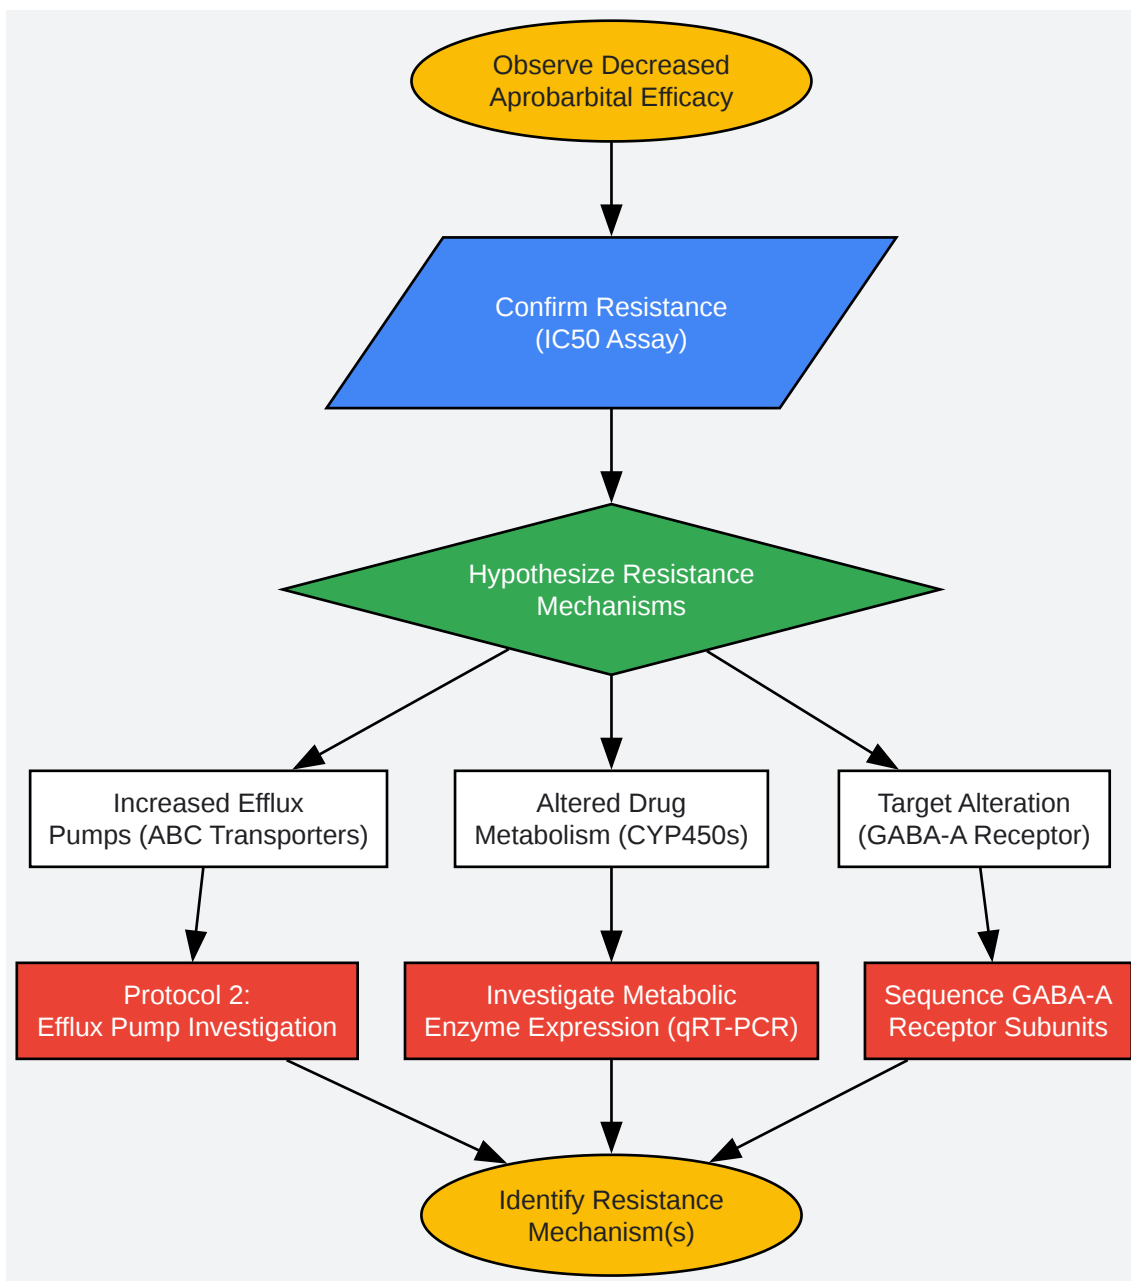 Observe Decreased
Aprobarbital Efficacy
Confirm Resistance
(IC50 Assay)
Hypothesize Resistance
Mechanisms
Increased Efflux
Pumps (ABC Transporters)
Altered Drug
Metabolism (CYP450s)
Target Alteration
(GABA-A Receptor)
Protocol 2:
Efflux Pump Investigation
Investigate Metabolic
Enzyme Expression (qRT-PCR)
Sequence GABA-A
Receptor Subunits
Identify Resistance
Mechanism(s)